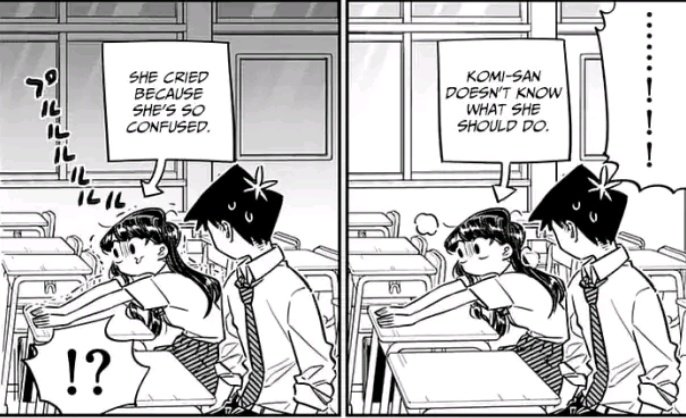 ......!!!
KOMI-SAN
DOESN'T KNOW
WHAT SHE
SHOULD DO.
SHE CRIED
BECAUSE
SHE'S SO
CONFUSED.
プルルルルルル
!?